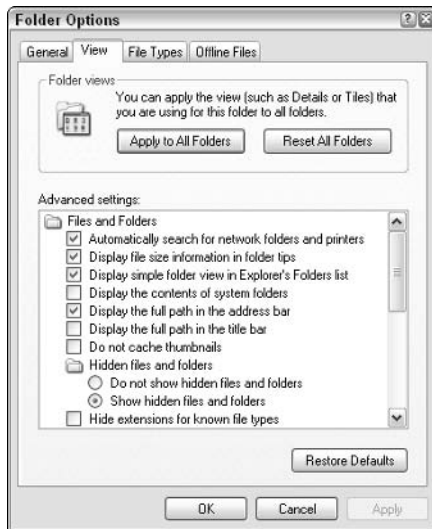 Folder Options
General View File Types Offline Files
Folder views
You can apply the view (such as Details or Tiles) that
you are using for this folder to all folders.
Apply to All Folders Reset All Folders
Advanced settings:
Files and Folders
Automatically search for network folders and printers
Display file size information in folder tips
Display simple folder view in Explorer's Folders list
Display the contents of system folders
Display the full path in the address bar
Display the full path in the title bar
Do not cache thumbnails
Hidden files and folders
Do not show hidden files and folders
Show hidden files and folders
Hide extensions for known file types
Restore Defaults
OK Cancel Apply